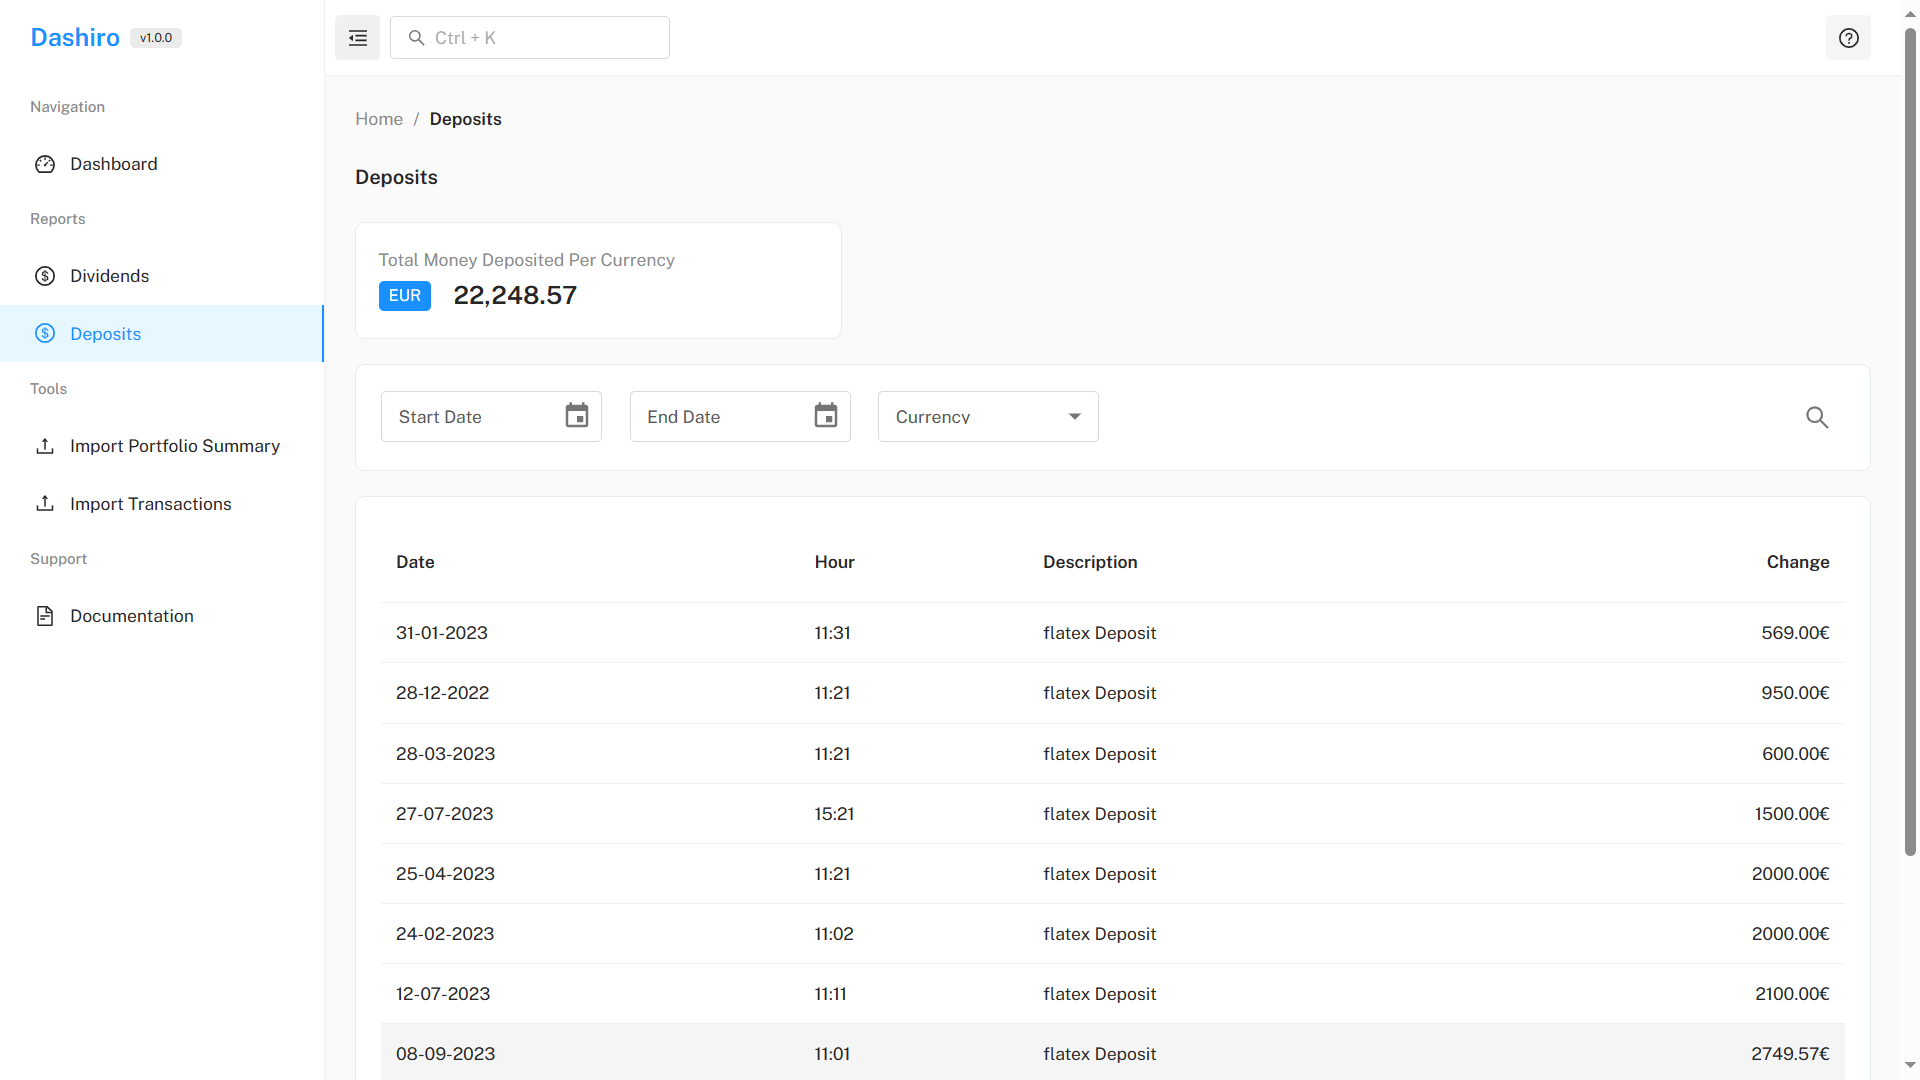 Dashiro v1.0.0
Ctrl + K
Navigation
Dashboard
Reports
Dividends
Deposits
Tools
Import Portfolio Summary
Import Transactions
Support
Documentation
Home / Deposits
Deposits
Total Money Deposited Per Currency
EUR 22,248.57
Start Date End Date Currency
Date Hour Description Change
31-01-2023 11:31 flatex Deposit 569.00€
28-12-2022 11:21 flatex Deposit 950.00€
28-03-2023 11:21 flatex Deposit 600.00€
27-07-2023 15:21 flatex Deposit 1500.00€
25-04-2023 11:21 flatex Deposit 2000.00€
24-02-2023 11:02 flatex Deposit 2000.00€
12-07-2023 11:11 flatex Deposit 2100.00€
08-09-2023 11:01 flatex Deposit 2749.57€